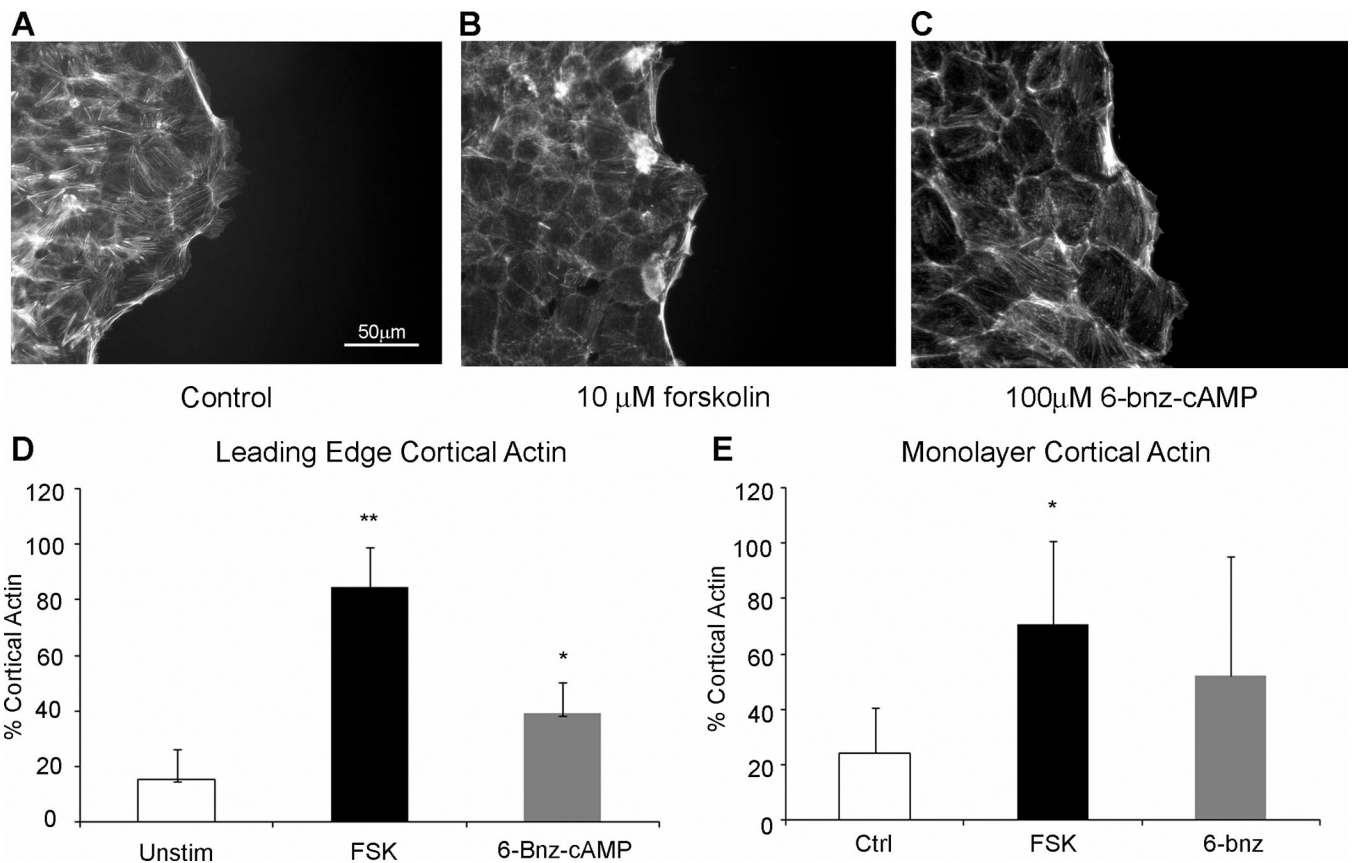 A
B
C
50μm
Control
10 μM forskolin
100μM 6-bnz-cAMP
D
Leading Edge Cortical Actin
% Cortical Actin
120
100
80
60
40
20
0
**
*
Unstim
FSK
6-Bnz-cAMP
E
Monolayer Cortical Actin
% Cortical Actin
120
100
80
60
40
20
0
*
Ctrl
FSK
6-bnz